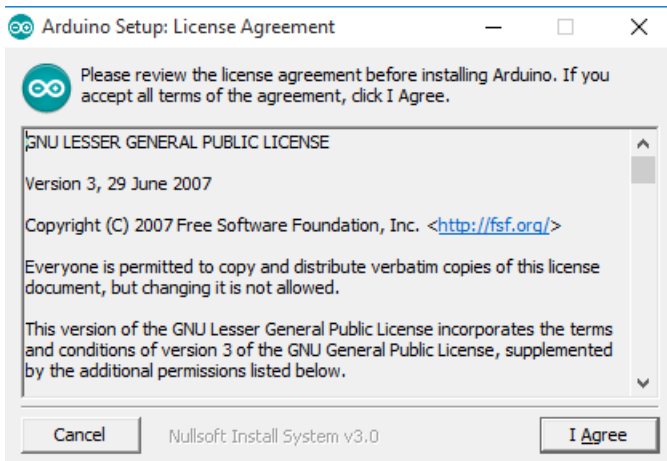 Arduino Setup: License Agreement
Please review the license agreement before installing Arduino. If you
accept all terms of the agreement, click I Agree.
GNU LESSER GENERAL PUBLIC LICENSE
Version 3, 29 June 2007
Copyright (C) 2007 Free Software Foundation, Inc. <http://fsf.org/>
Everyone is permitted to copy and distribute verbatim copies of this license
document, but changing it is not allowed.
This version of the GNU Lesser General Public License incorporates the terms
and conditions of version 3 of the GNU General Public License, supplemented
by the additional permissions listed below.
Cancel Nullsoft Install System v3.0 I Agree